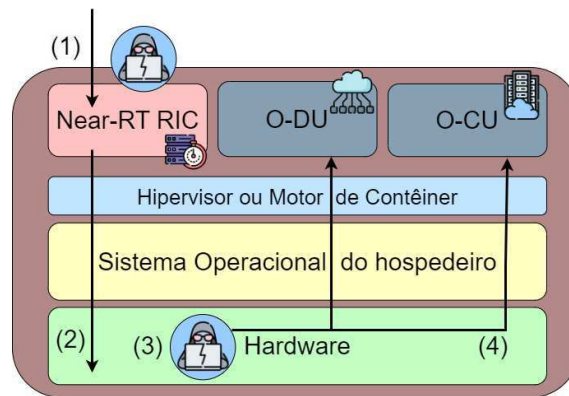 (1)
Near-RT RIC
O-DU
O-CU
Hipervisor ou Motor de Contêiner
Sistema Operacional do hospedeiro
(2)
(3)
Hardware
(4)